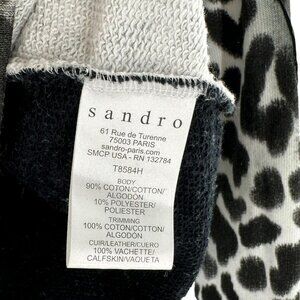 sandro
61 Rue de Turenne
75003 PARIS
sandro-paris.com
SMCP USA - RN 132784
T8584H
BODY
90% COTON/COTTON/
ALGODON
10% POLYESTER/
POLIESTER
TRIMMING
100% COTON/COTTON/
ALGODON
CUIR/LEATHER/CUERO
100% VACHETTE/
CALFSKIN/VAQUETA